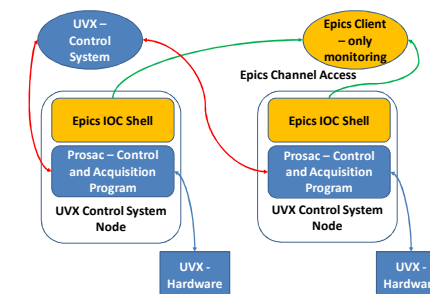 UVX –
Control
System
Epics Client
– only
monitoring
Epics Channel Access
Epics IOC Shell
Prosac – Control
and Acquisition
Program
UVX Control System
Node
Epics IOC Shell
Prosac – Control
and Acquisition
Program
UVX Control System
Node
UVX -
Hardware
UVX -
Hardwar